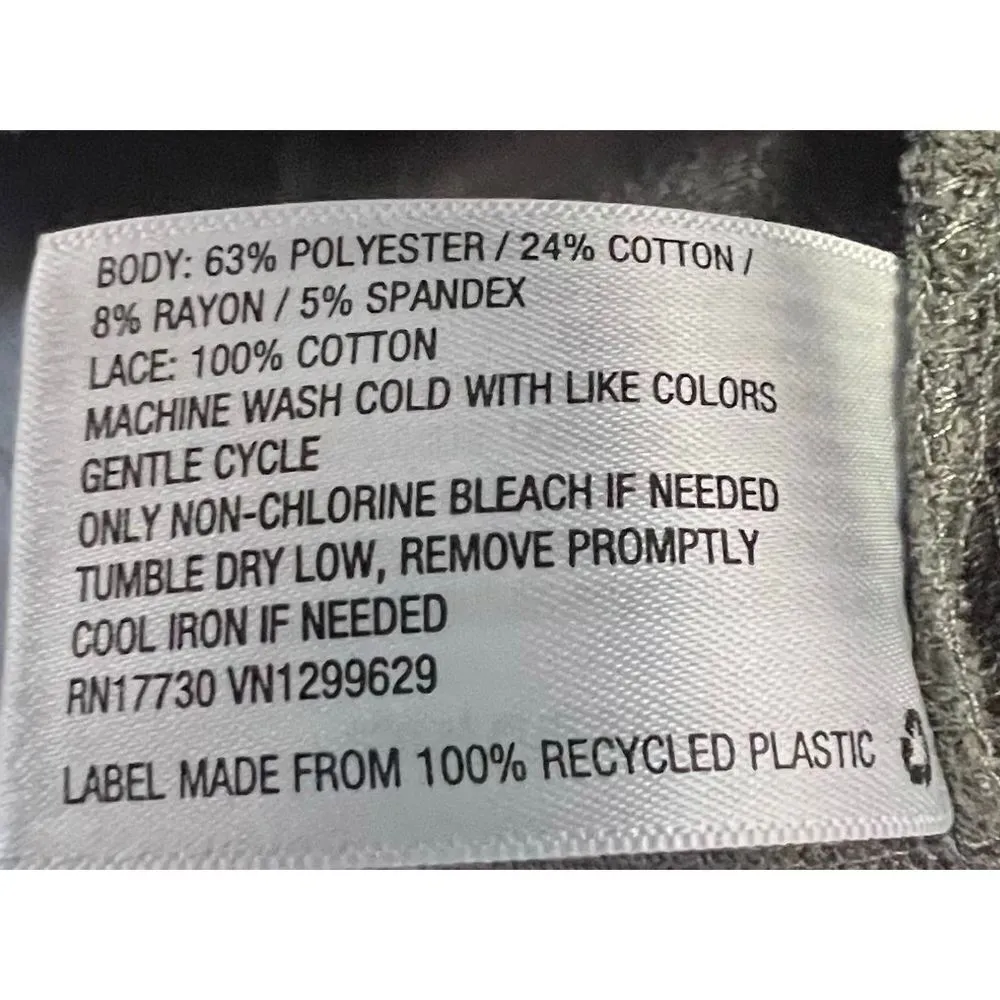 BODY: 63% POLYESTER / 24% COTTON /
8% RAYON / 5% SPANDEX
LACE: 100% COTTON
MACHINE WASH COLD WITH LIKE COLORS
GENTLE CYCLE
ONLY NON-CHLORINE BLEACH IF NEEDED
TUMBLE DRY LOW, REMOVE PROMPTLY
COOL IRON IF NEEDED
RN17730 VN1299629
LABEL MADE FROM 100% RECYCLED PLASTIC